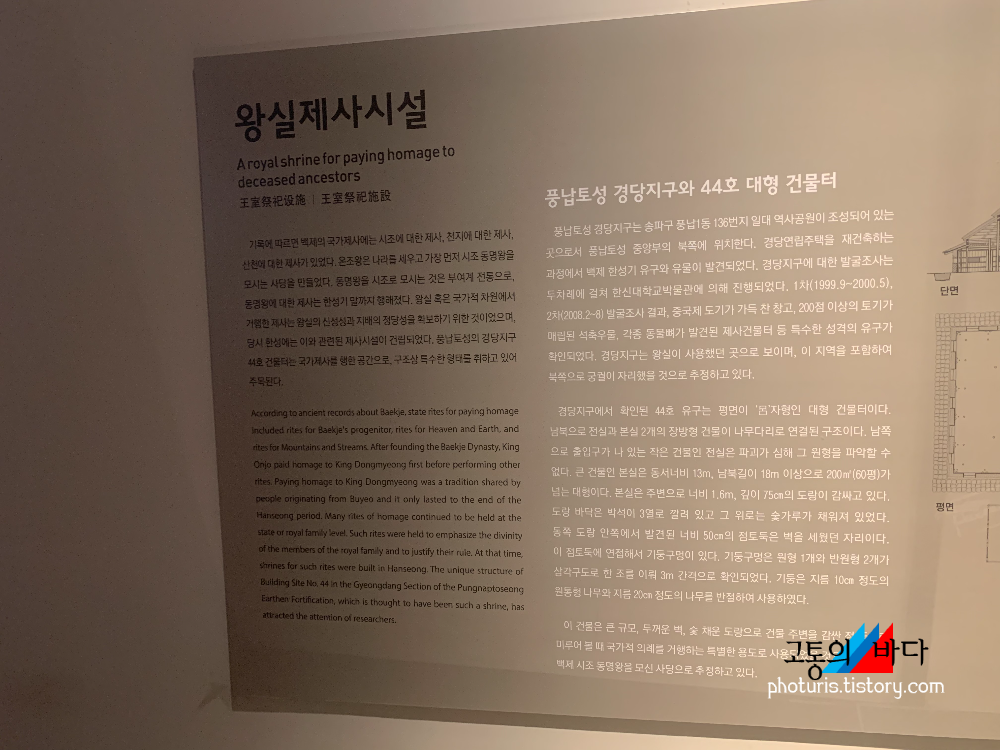 왕실제사시설
A royal shrine for paying homage to
deceased ancestors
王室祭祀设施 | 王室祭祀施設
기록에 따르면 백제의 국가제사에는 시조에 대한 제사, 천지에 대한 제사,
산천에 대한 제사가 있었다. 온조왕은 나라를 세우고 가장 먼저 시조 동명왕을
모시는 사당을 만들었다. 동명왕을 시조로 모시는 것은 부여계 전통으로,
동명왕에 대한 제사는 한성기 말까지 행해졌다. 왕실 혹은 국가적 차원에서
거행한 제사는 왕실의 신성성과 지배의 정당성을 확보하기 위한 것이었으며,
당시 한성에는 이와 관련된 제사시설이 건립되었다. 풍납토성의 경당지구
44호 건물터는 국가제사를 행한 공간으로, 구조상 특수한 형태를 취하고 있어
주목된다.
According to ancient records about Baekje, state rites for paying homage
included rites for Baekje's progenitor, rites for Heaven and Earth, and
rites for Mountains and Streams. After founding the Baekje Dynasty, King
Onjo paid homage to King Dongmyeong first before performing other
rites. Paying homage to King Dongmyeong was a tradition shared by
people originating from Buyeo and it only lasted to the end of the
Hanseong period. Many rites of homage continued to be held at the
state or royal family level. Such rites were held to emphasize the divinity
of the members of the royal family and to justify their rule. At that time,
shrines for such rites were built in Hanseong. The unique structure of
Building Site No. 44 in the Gyeongdang Section of the Pungnaptoseong
Earthen Fortification, which is thought to have been such a shrine, has
attracted the attention of researchers.
풍납토성 경당지구와 44호 대형 건물터
풍납토성 경당지구는 송파구 풍납1동 136번지 일대 역사공원이 조성되어 있는
곳으로서 풍납토성 중앙부의 북쪽에 위치한다. 경당연립주택을 재건축하는
과정에서 백제 한성기 유구와 유물이 발견되었다. 경당지구에 대한 발굴조사는
두차례에 걸쳐 한신대학교박물관에 의해 진행되었다. 1차(1999.9~2000.5),
2차(2008.2~8) 발굴조사 결과, 중국제 도기가 가득 찬 창고, 200점 이상의 토기가
매립된 석축우물, 각종 동물뼈가 발견된 제사건물터 등 특수한 성격의 유구가
확인되었다. 경당지구는 왕실이 사용했던 곳으로 보이며, 이 지역을 포함하여
북쪽으로 궁궐이 자리했을 것으로 추정하고 있다.
경당지구에서 확인된 44호 유구는 평면이 '呂'자형인 대형 건물터이다.
남북으로 전실과 본실 2개의 장방형 건물이 나무다리로 연결된 구조이다. 남쪽
으로 출입구가 나 있는 작은 건물인 전실은 파괴가 심해 그 원형을 파악할 수
없다. 큰 건물인 본실은 동서너비 13m, 남북길이 18m 이상으로 200㎡(60평)가
넘는 대형이다. 본실은 주변으로 너비 1.6m, 깊이 75cm의 도랑이 감싸고 있다.
도랑 바닥은 박석이 3열로 깔려 있고 그 위로는 숯가루가 채워져 있었다.
동쪽 도랑 안쪽에서 발견된 너비 50cm의 점토둑은 벽을 세웠던 자리이다.
이 점토둑에 연접해서 기둥구멍이 있다. 기둥구멍은 원형 1개와 반원형 2개가
삼각구도로 한 조를 이뤄 3m 간격으로 확인되었다. 기둥은 지름 10cm 정도의
원통형 나무와 지름 20cm 정도의 나무를 반절하여 사용하였다.
이 건물은 큰 규모, 두꺼운 벽, 숯 채운 도랑으로 건물 주변을 감싼
미루어 볼 때 국가적 의례를 거행하는 특별한 용도로
백제 시조 동명왕을 모신 사당으로 추정하고 있다.
단면
평면
고통의 바다
photuris.tistory.com